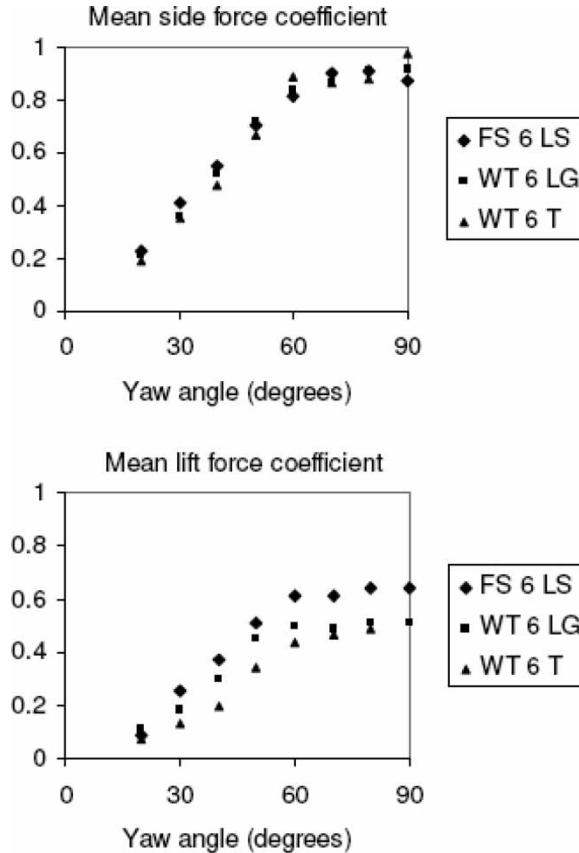 Mean side force coefficient
1
0.8
0.6
0.4
0.2
0
0 30 60 90
Yaw angle (degrees)
FS 6 LS
WT 6 LG
WT 6 T
Mean lift force coefficient
1
0.8
0.6
0.4
0.2
0
0 30 60 90
Yaw angle (degrees)
FS 6 LS
WT 6 LG
WT 6 T